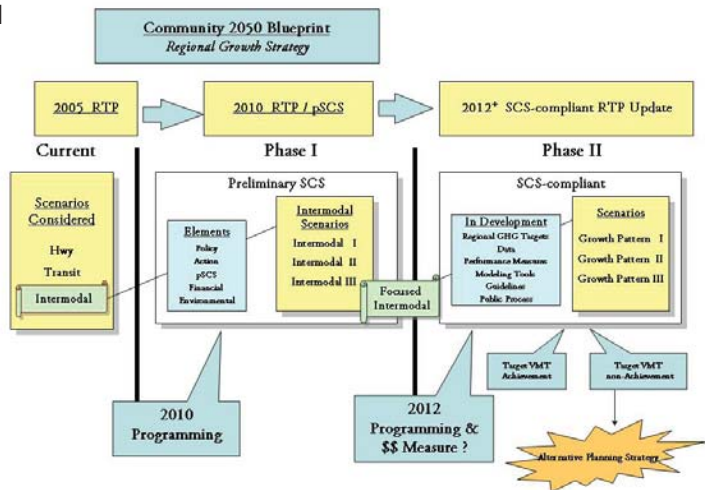 Community 2050 Blueprint
Regional Growth Strategy
2005 RTP
2010 RTP / pSCS
2012+ SCS-compliant RTP Update
Current
Phase I
Phase II
Scenarios
Considered
Hwy
Transit
Intermodal
Preliminary SCS
Elements
Policy
Action
pSCS
Financial
Environmental
Intermodal
Scenarios
Intermodal I
Intermodal II
Intermodal III
Focused
Intermodal
SCS-compliant
In Development
Regional GHG Targets
Data
Performance Measures
Modeling Tools
Guidelines
Public Process
Scenarios
Growth Pattern I
Growth Pattern II
Growth Pattern III
2010
Programming
2012
Programming &
$$ Measure ?
Target VMT
Achievement
Target VMT
non-Achievement
Alternative Planning Strategy